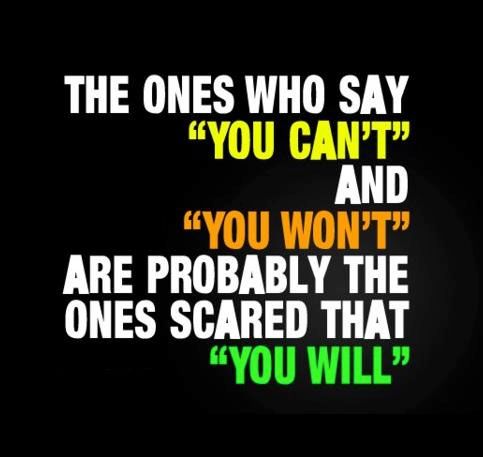 THE ONES WHO SAY
“YOU CAN’T”
AND
“YOU WON’T”
ARE PROBABLY THE
ONES SCARED THAT
“YOU WILL”